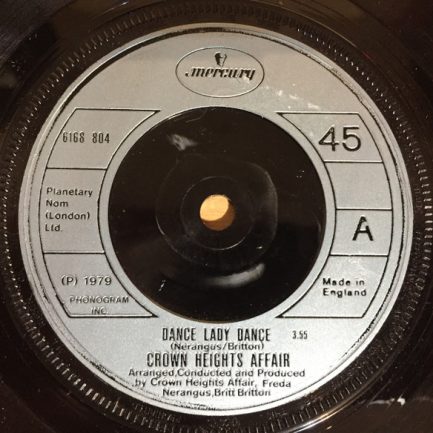 mercury
6168 804
45
Planetary
Nom
(London)
Ltd.
A
(P) 1979
PHONOGRAM
INC.
Made in
England
DANCE LADY DANCE 3.55
(Nerangus/Britton)
CROWN HEIGHTS AFFAIR
Arranged,Conducted and Produced
by Crown Heights Affair, Freda
Nerangus,Britt Britton